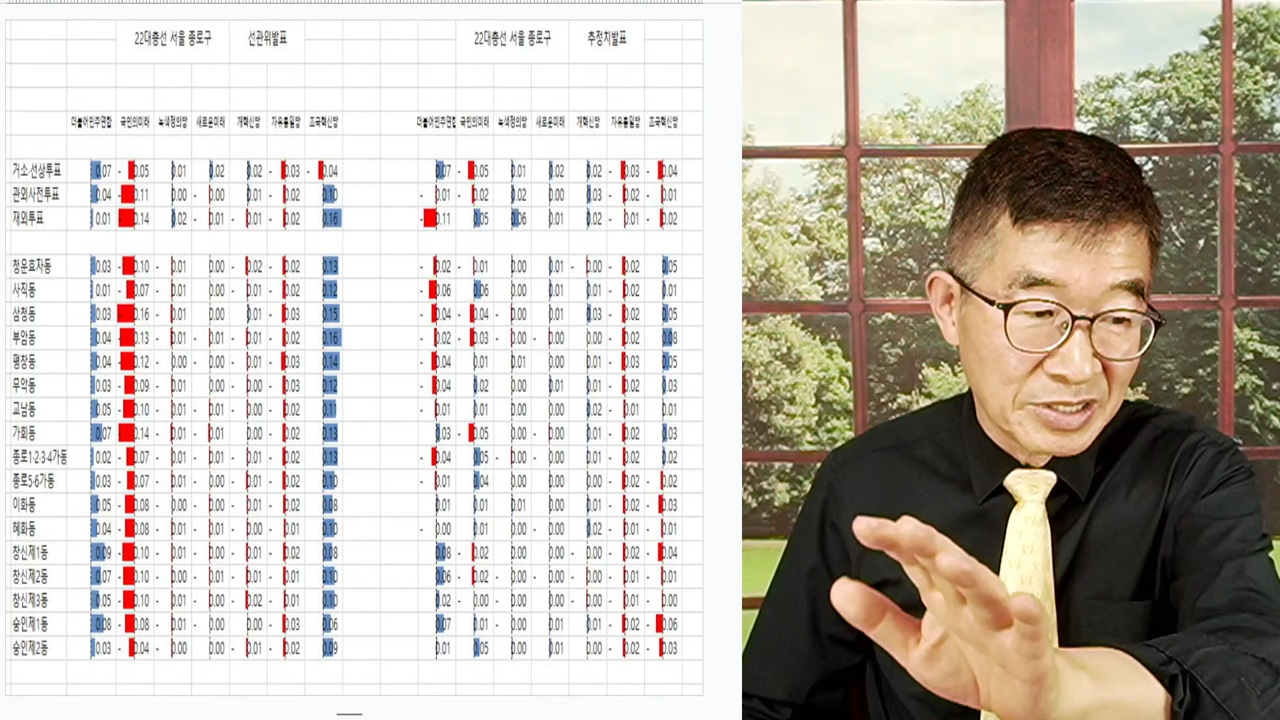 22대총선 서울 종로구 선관위발표 22대총선 서울 종로구 추정치발표
더불어민주연합 국민의미래 녹색정의당 새로운미래 개혁신당 자유통일당 조국혁신당 더불어민주연합 국민의미래 녹색정의당 새로운미래 개혁신당 자유통일당 조국혁신당
거소·선상투표 0.07 - 0.05 0.01 0.02 0.02 - 0.03 - 0.04 0.07 - 0.05 0.01 0.02 0.02 - 0.03 - 0.04
관외사전투표 0.04 - 0.11 - 0.01 - 0.00 - 0.01 - 0.02 0.10 - 0.01 - 0.02 0.02 - 0.00 0.03 - 0.01 - 0.01
재외투표 0.01 - 0.14 0.02 - 0.01 - 0.01 - 0.02 0.16 - 0.11 0.05 0.06 0.01 0.02 - 0.01 - 0.02
청운효자동 0.03 - 0.10 - 0.01 - 0.00 - 0.02 - 0.02 0.13 - 0.02 - 0.01 0.00 - 0.01 - 0.00 - 0.02 0.05
사직동 0.01 - 0.07 - 0.01 - 0.00 - 0.01 - 0.02 0.12 - 0.06 0.06 - 0.00 - 0.00 0.01 - 0.02 0.01
삼청동 0.03 - 0.16 - 0.01 - 0.01 - 0.01 - 0.03 0.15 - 0.04 - 0.04 - 0.00 - 0.01 0.03 - 0.02 0.05
부암동 0.04 - 0.13 - 0.01 - 0.01 - 0.01 - 0.02 0.16 - 0.02 - 0.03 - 0.00 - 0.01 0.01 - 0.02 0.08
평창동 0.04 - 0.12 - 0.00 - 0.00 - 0.01 - 0.03 0.14 - 0.04 0.01 0.01 - 0.00 0.01 - 0.03 0.05
무악동 0.03 - 0.09 - 0.01 - 0.01 - 0.01 - 0.02 0.12 - 0.04 0.02 0.00 - 0.01 0.01 - 0.02 0.03
교남동 0.05 - 0.10 - 0.01 - 0.01 - 0.00 - 0.02 0.11 - 0.01 0.01 0.00 - 0.00 0.02 - 0.01 0.01
가회동 0.07 - 0.14 - 0.01 - 0.01 0.00 - 0.02 0.13 0.03 - 0.05 0.00 - 0.00 0.01 - 0.02 0.03
종로1·2·3·4가동 0.02 - 0.07 - 0.01 - 0.00 - 0.01 - 0.02 0.13 - 0.04 0.05 - 0.00 0.00 0.01 - 0.02 0.02
종로5·6가동 0.03 - 0.07 - 0.01 - 0.00 - 0.01 - 0.02 0.10 - 0.01 0.04 0.00 0.00 0.01 - 0.02 - 0.02
이화동 0.05 - 0.08 - 0.01 - 0.00 - 0.01 - 0.02 0.08 0.01 0.01 0.00 0.00 0.01 - 0.02 - 0.03
혜화동 0.04 - 0.08 - 0.01 - 0.00 - 0.01 - 0.02 0.10 - 0.00 0.01 0.00 - 0.00 0.02 - 0.01 - 0.01
창신제1동 0.09 - 0.10 - 0.01 - 0.00 - 0.01 - 0.02 0.08 0.08 - 0.02 0.00 0.00 0.01 - 0.02 - 0.04
창신제2동 0.07 - 0.10 - 0.00 - 0.00 - 0.01 - 0.02 0.10 0.06 - 0.02 0.00 - 0.00 0.01 - 0.01 - 0.01
창신제3동 0.05 - 0.10 - 0.01 - 0.00 - 0.02 - 0.01 0.10 0.02 - 0.00 0.00 - 0.00 0.00 - 0.01 - 0.00
숭인제1동 0.08 - 0.08 - 0.01 - 0.00 - 0.00 - 0.03 0.06 0.07 - 0.01 0.00 0.00 0.01 - 0.02 - 0.06
숭인제2동 0.03 - 0.04 - 0.00 - 0.00 - 0.01 - 0.02 0.09 0.01 0.05 0.00 0.00 0.01 - 0.02 - 0.03